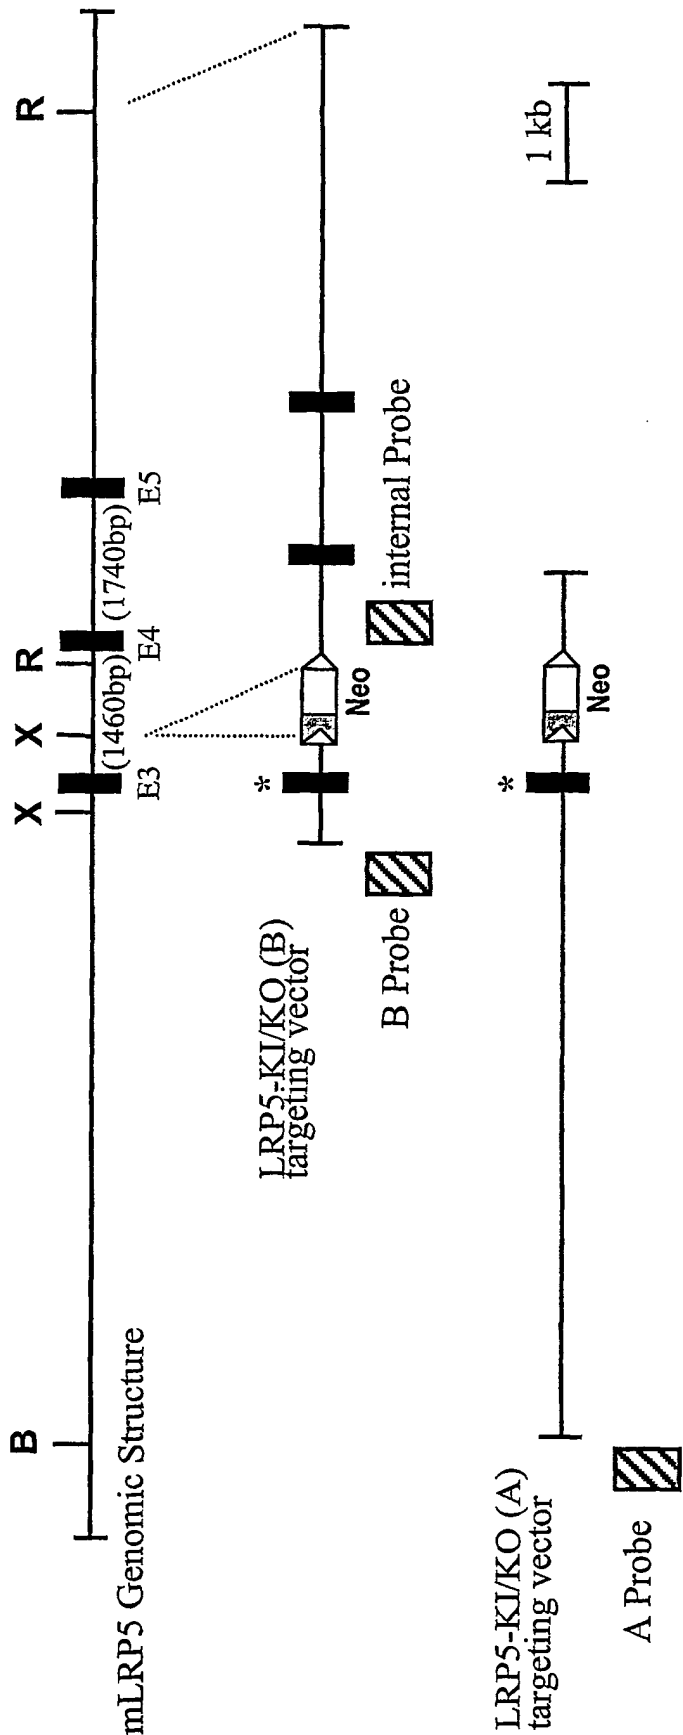 B X X R R
mLRP5 Genomic Structure
(1460bp) (1740bp)
E3 E4 E5
LRP5-KI/KO (B)
targeting vector
*
Neo
B Probe
internal Probe
LRP5-KI/KO (A)
targeting vector
*
Neo
1 kb
A Probe